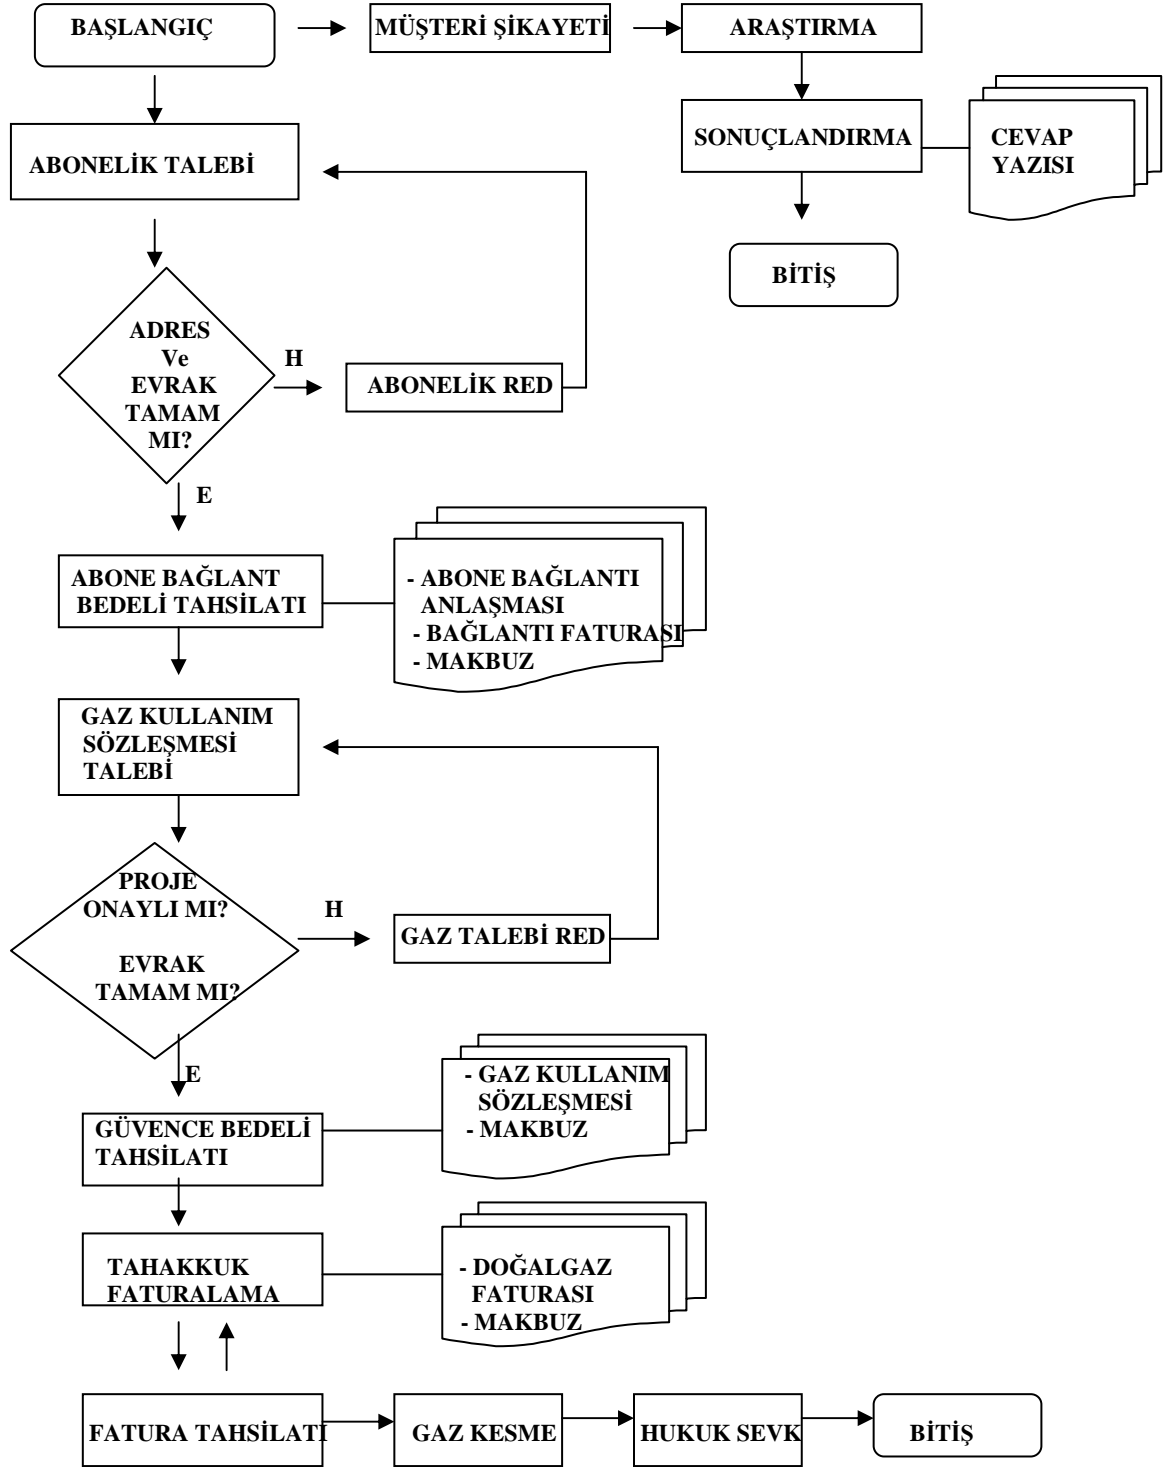 BAŞLANGIÇ
MÜŞTERİ ŞİKAYETİ
ARAŞTIRMA
ABONELİK TALEBİ
SONUÇLANDIRMA
CEVAP
YAZISI
BİTİŞ
ADRES
Ve
EVRAK
TAMAM
MI?
H
ABONELİK RED
E
ABONE BAĞLANT
BEDELİ TAHSİLATI
- ABONE BAĞLANTI
ANLAŞMASI
- BAĞLANTI FATURASI
- MAKBUZ
GAZ KULLANIM
SÖZLEŞMESİ
TALEBİ
PROJE
ONAYLI MI?
EVRAK
TAMAM MI?
H
GAZ TALEBİ RED
E
GÜVENCE BEDELİ
TAHSİLATI
- GAZ KULLANIM
SÖZLEŞMESİ
- MAKBUZ
TAHAKKUK
FATURALAMA
- DOĞALGAZ
FATURASI
- MAKBUZ
FATURA TAHSİLATI
GAZ KESME
HUKUK SEVK
BİTİŞ